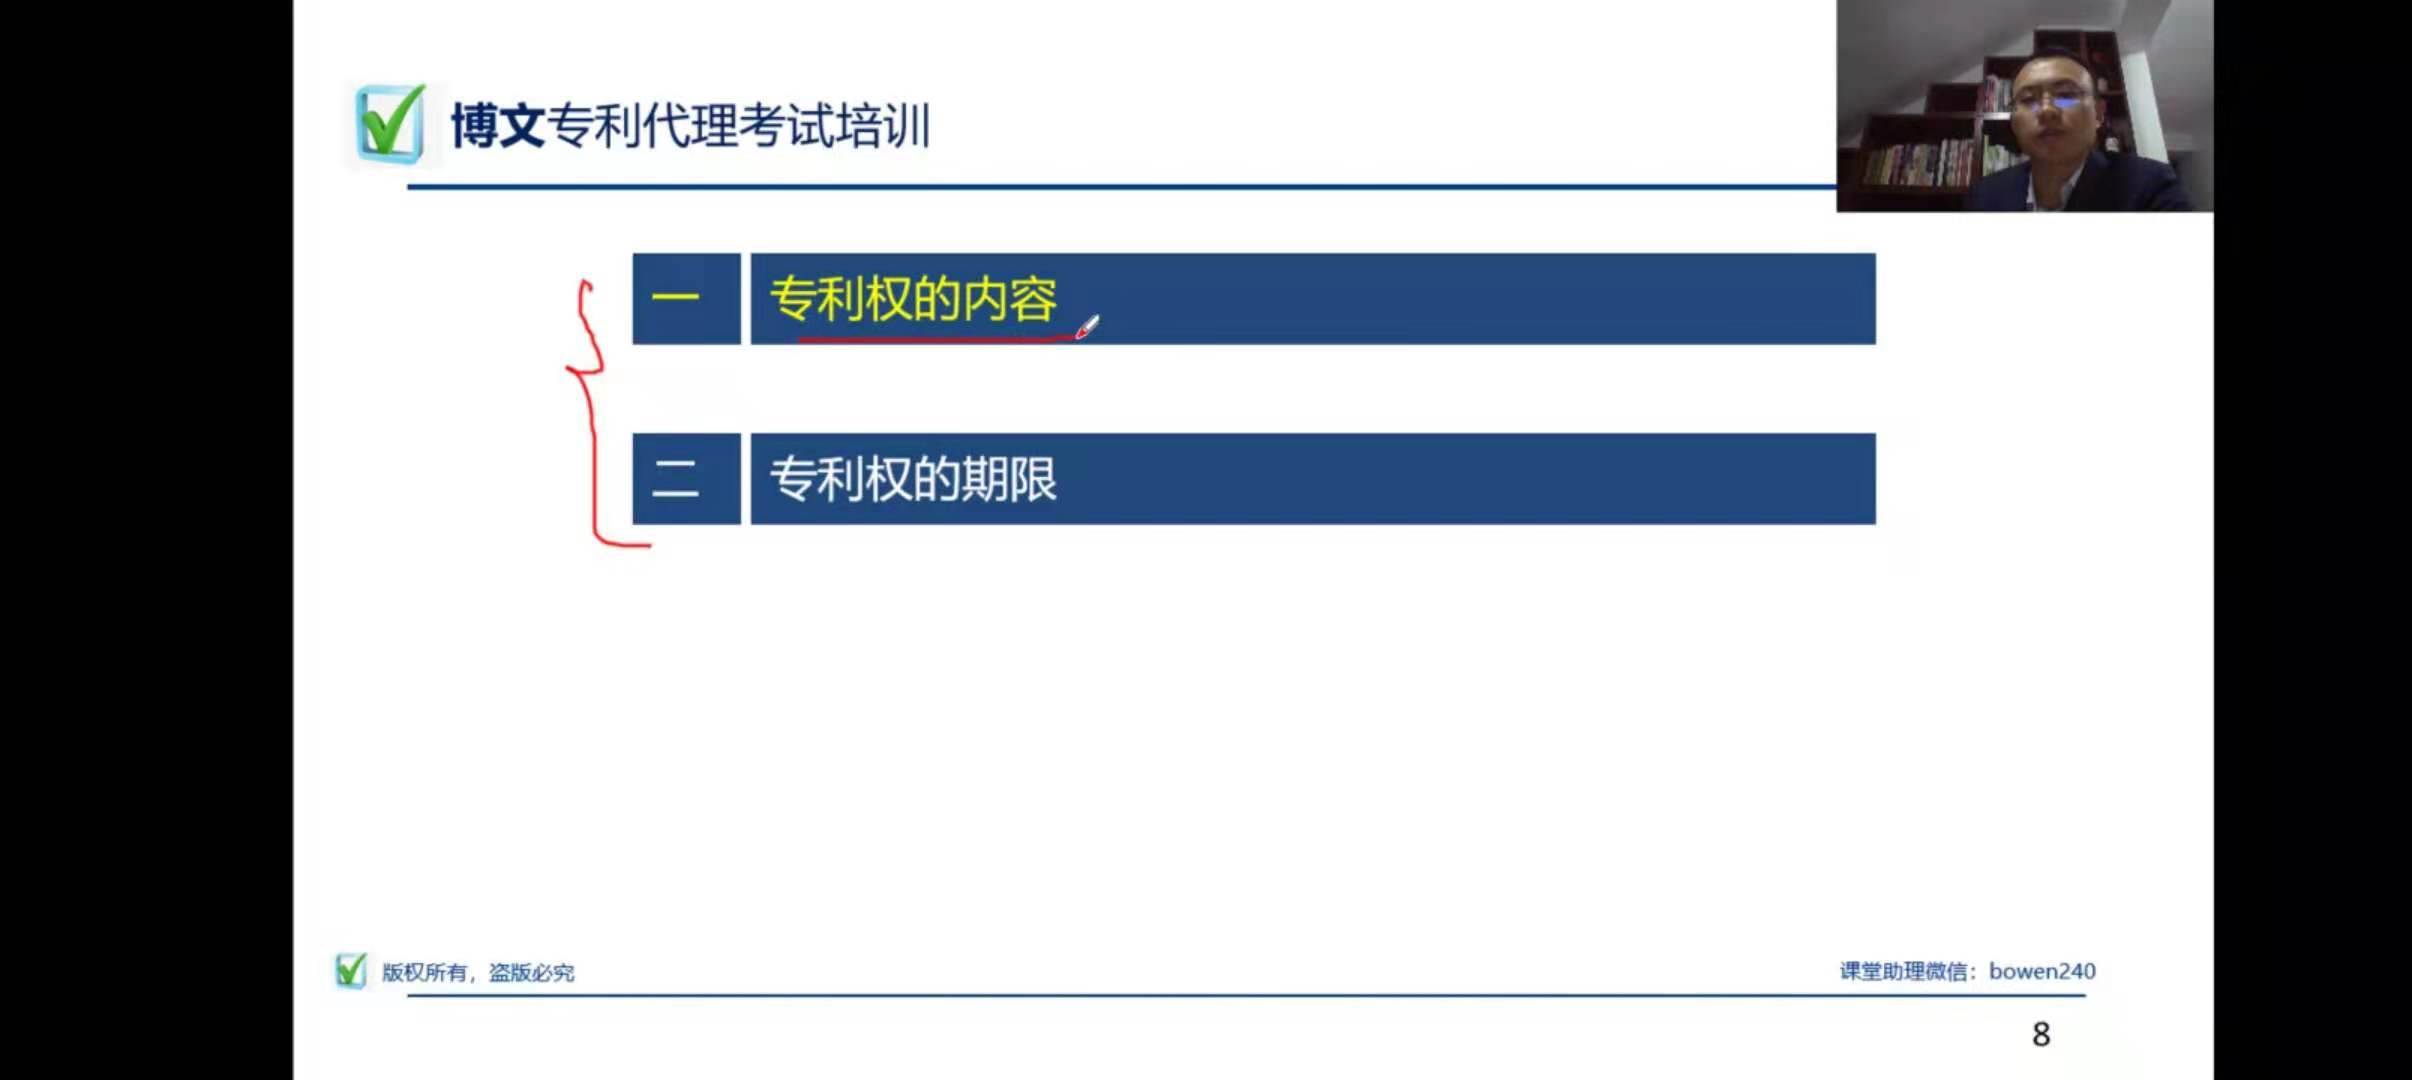 博文专利代理考试培训
一 专利权的内容
二 专利权的期限
版权所有，盗版必究
课堂助理微信：bowen240
8